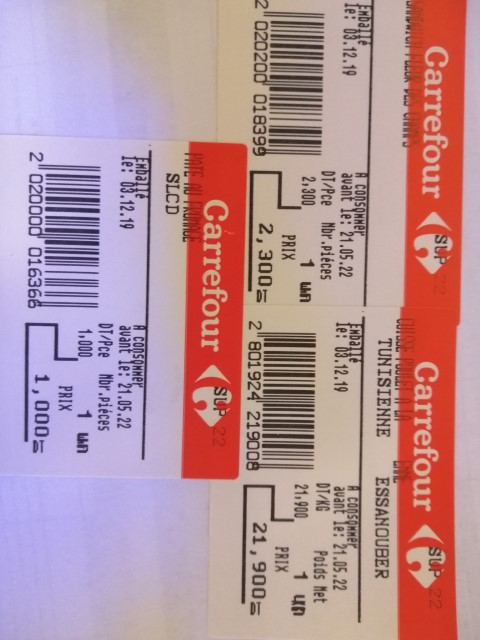 Carrefour
SUP 22
Emballé
le: 03.12.19
A consommer
avant le: 21.05.22
DT/Pce Nbr.pièces
2,300 1
PRIX
2,300
2 020200 018399
Carrefour
SUP 22
PATE AU FROMAGE
SLCD
Emballé
le: 03.12.19
A consommer
avant le: 21.05.22
DT/Pce Nbr.pièces
1.000 1
PRIX
1,000
2 020000 016366
Carrefour
SUP 22
TUNISIENNE ESSANOUBER
Emballé
le: 03.12.19
A consommer
avant le: 21.05.22
DT/KG Poids Net
21,900 1
PRIX
21,900
2 801924 219008